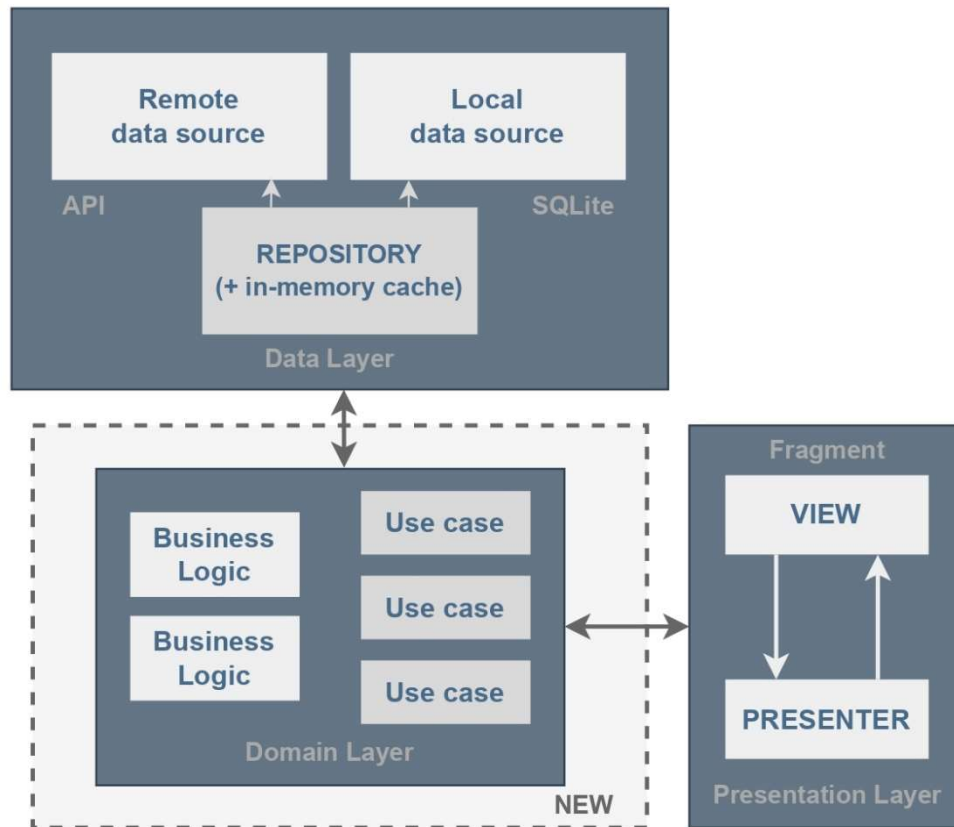 Remote
data source
Local
data source
API
SQLite
REPOSITORY
(+ in-memory cache)
Data Layer
Business
Logic
Business
Logic
Use case
Use case
Use case
Domain Layer
NEW
Fragment
VIEW
PRESENTER
Presentation Layer